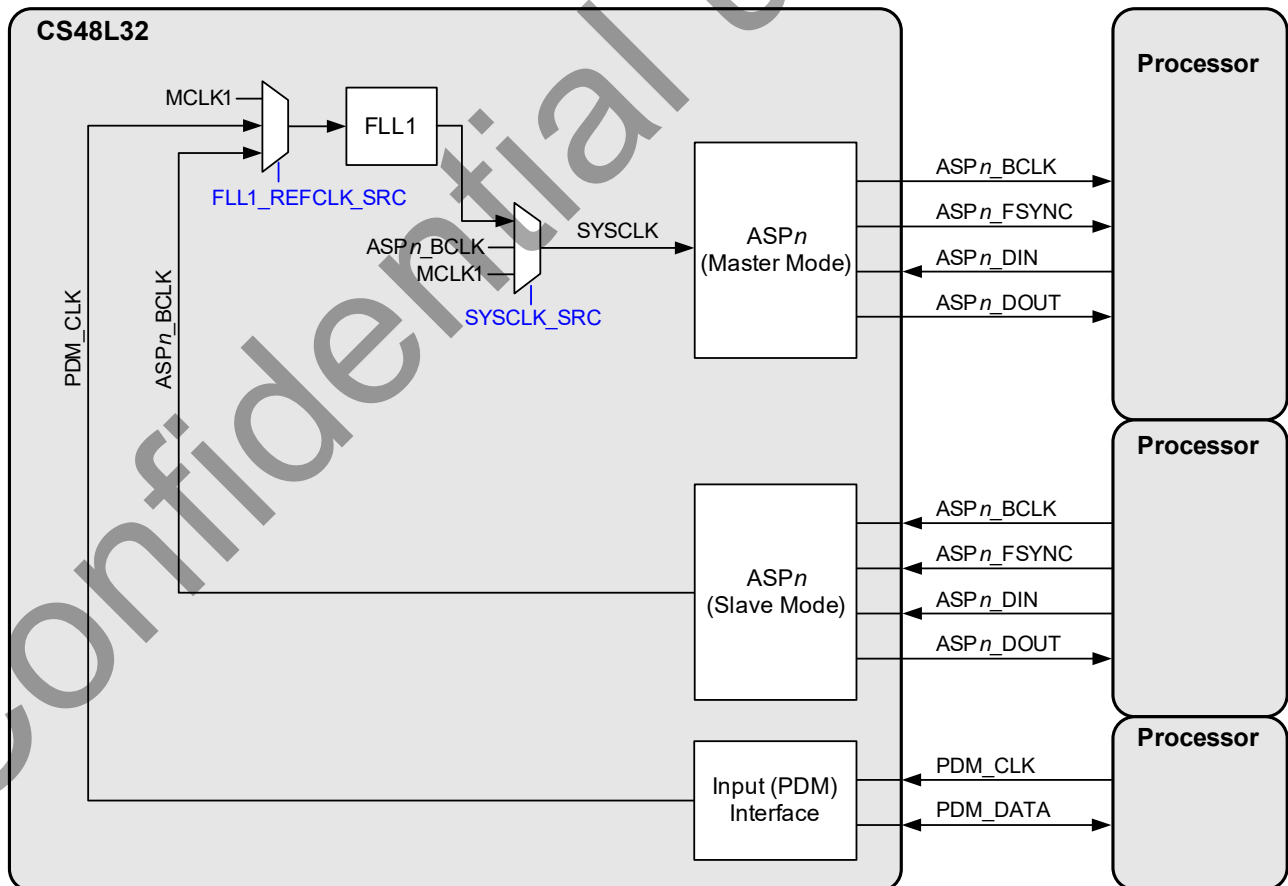 CS48L32
MCLK1
FLL1
FLL1_REFCLK_SRC
ASPn_BCLK
MCLK1
SYSCLK_SRC
SYSCLK
ASPn
(Master Mode)
PDM_CLK
ASPn_BCLK
Processor
ASPn_BCLK
ASPn_FSYNC
ASPn_DIN
ASPn_DOUT
ASPn
(Slave Mode)
Processor
ASPn_BCLK
ASPn_FSYNC
ASPn_DIN
ASPn_DOUT
Input (PDM)
Interface
Processor
PDM_CLK
PDM_DATA
Confidential